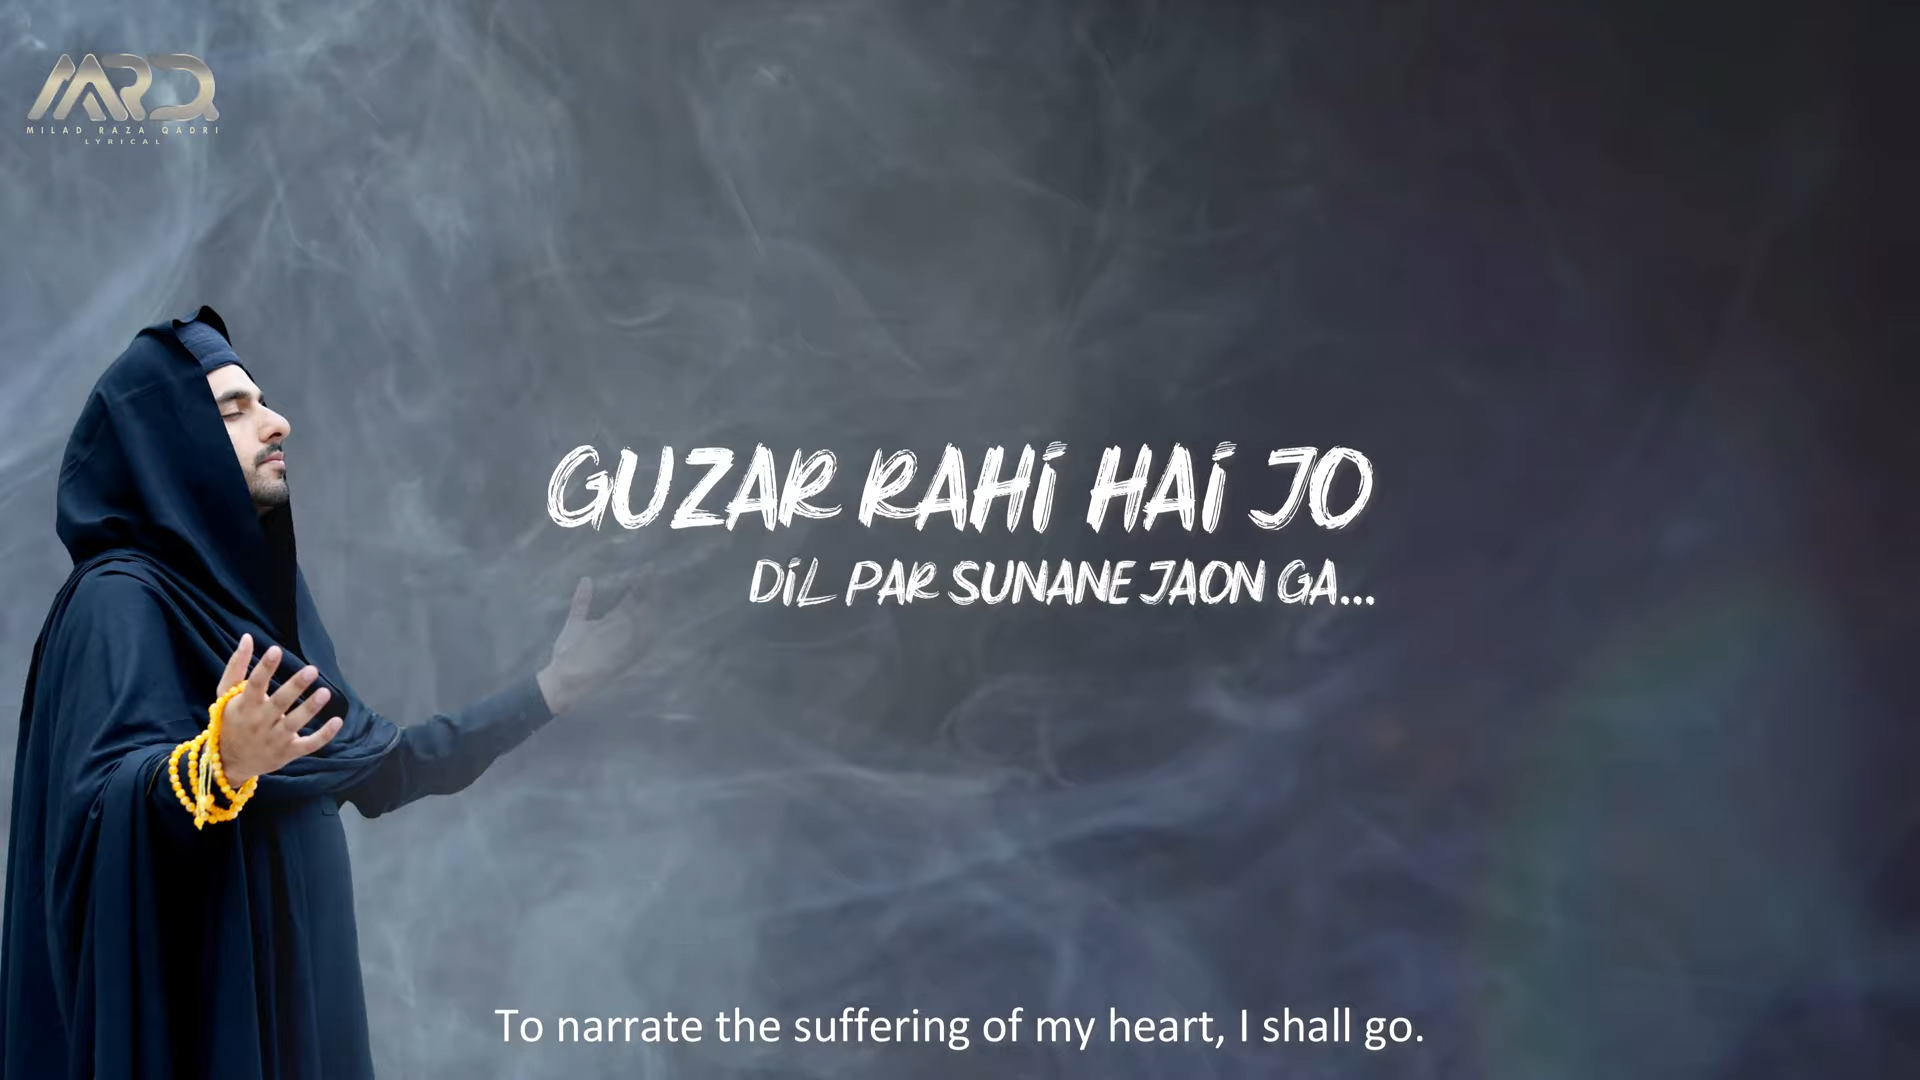 MRQ
MILAD RAZA QADRI
LYRICAL
GUZAR RAHI HAI JO
DIL PAR SUNANE JAON GA...
To narrate the suffering of my heart, I shall go.